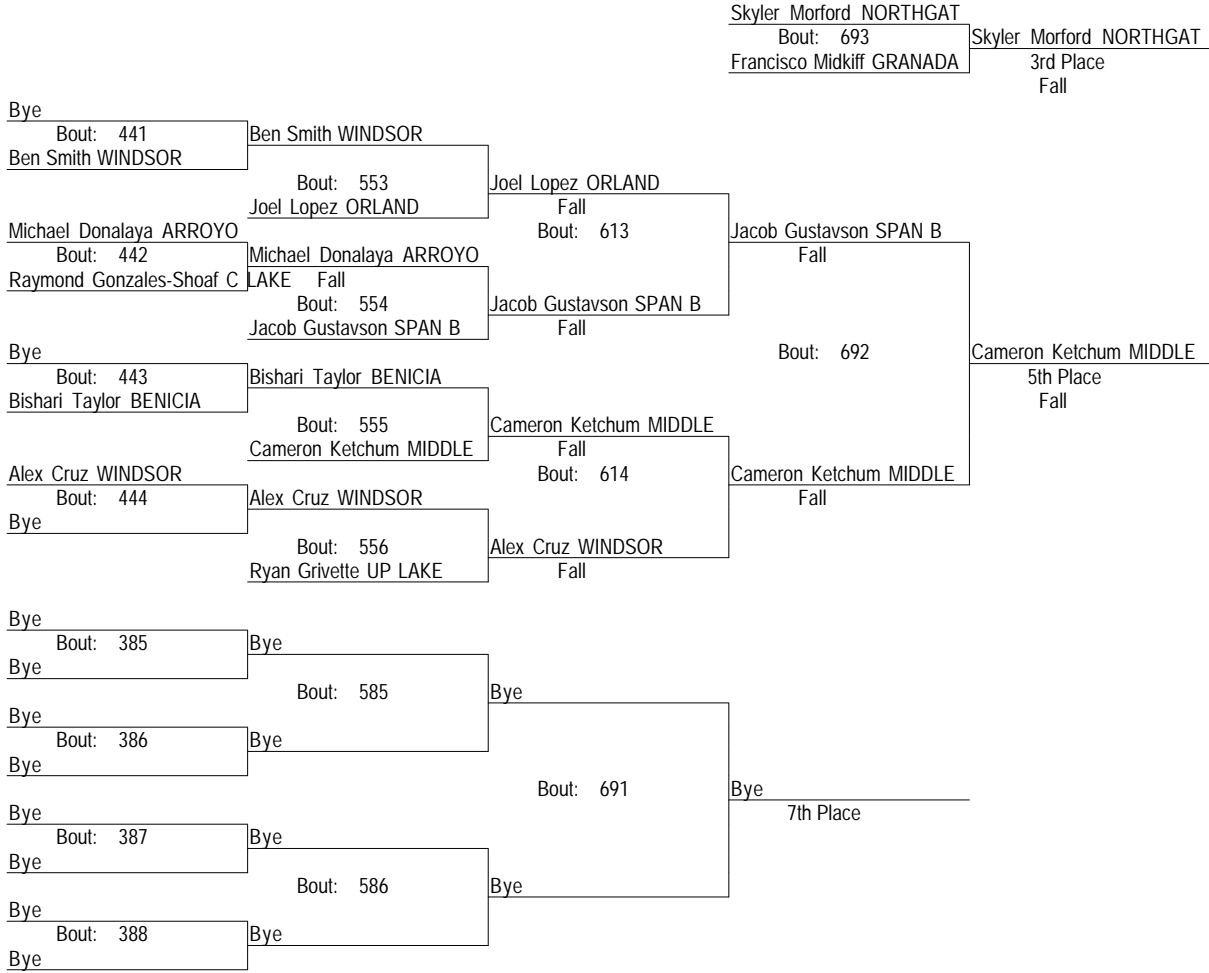 Skyler Morford NORTHGAT
Bout: 693 Skyler Morford NORTHGAT
Francisco Midkiff GRANADA 3rd Place
Fall
Bye
Bout: 441 Ben Smith WINDSOR
Ben Smith WINDSOR
Bout: 553 Joel Lopez ORLAND
Joel Lopez ORLAND Fall
Michael Donalaya ARROYO Bout: 613 Jacob Gustavson SPAN B
Bout: 442 Michael Donalaya ARROYO Fall
Raymond Gonzales-Shoaf C LAKE Fall
Bout: 554 Jacob Gustavson SPAN B
Jacob Gustavson SPAN B Fall
Bye Bout: 692 Cameron Ketchum MIDDLE
Bout: 443 Bishari Taylor BENICIA 5th Place
Bishari Taylor BENICIA Fall
Bout: 555 Cameron Ketchum MIDDLE
Cameron Ketchum MIDDLE Fall
Alex Cruz WINDSOR Bout: 614 Cameron Ketchum MIDDLE
Bout: 444 Alex Cruz WINDSOR Fall
Bye
Bout: 556 Alex Cruz WINDSOR
Ryan Grivette UP LAKE Fall
Bye
Bout: 385 Bye
Bye
Bout: 585 Bye
Bye
Bout: 386 Bye
Bye
Bout: 691 Bye
Bye 7th Place
Bout: 387 Bye
Bye
Bout: 586 Bye
Bye
Bout: 388 Bye
Bye